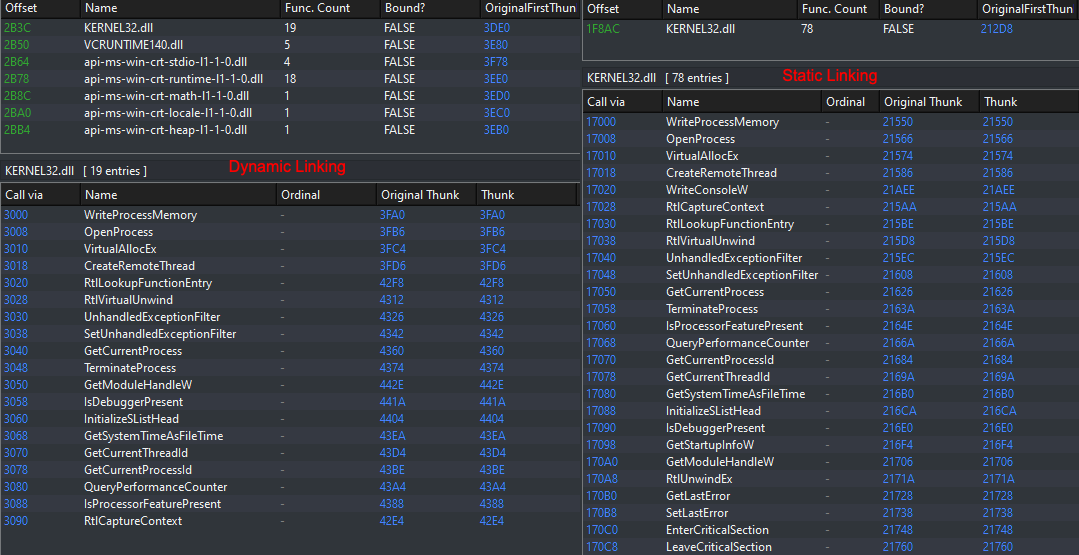 Offset Name Func. Count Bound? OriginalFirstThun
2B3C KERNEL32.dll 19 FALSE 3DE0
2B50 VCRUNTIME140.dll 5 FALSE 3E80
2B64 api-ms-win-crt-stdio-l1-1-0.dll 4 FALSE 3F78
2B78 api-ms-win-crt-runtime-l1-1-0.dll 18 FALSE 3EE0
2B8C api-ms-win-crt-math-l1-1-0.dll 1 FALSE 3ED0
2BA0 api-ms-win-crt-locale-l1-1-0.dll 1 FALSE 3EC0
2BB4 api-ms-win-crt-heap-l1-1-0.dll 1 FALSE 3EB0
Dynamic Linking
KERNEL32.dll [ 19 entries ]
Call via Name Ordinal Original Thunk Thunk
3000 WriteProcessMemory - 3FA0 3FA0
3008 OpenProcess - 3FB6 3FB6
3010 VirtualAllocEx - 3FC4 3FC4
3018 CreateRemoteThread - 3FD6 3FD6
3020 RtlLookupFunctionEntry - 42F8 42F8
3028 RtlVirtualUnwind - 4312 4312
3030 UnhandledExceptionFilter - 4326 4326
3038 SetUnhandledExceptionFilter - 4342 4342
3040 GetCurrentProcess - 4360 4360
3048 TerminateProcess - 4374 4374
3050 GetModuleHandleW - 442E 442E
3058 IsDebuggerPresent - 441A 441A
3060 InitializeSListHead - 4404 4404
3068 GetSystemTimeAsFileTime - 43EA 43EA
3070 GetCurrentThreadId - 43D4 43D4
3078 GetCurrentProcessId - 43BE 43BE
3080 QueryPerformanceCounter - 43A4 43A4
3088 IsProcessorFeaturePresent - 4388 4388
3090 RtlCaptureContext - 42E4 42E4
Offset Name Func. Count Bound? OriginalFirstThun
1F8AC KERNEL32.dll 78 FALSE 212D8
KERNEL32.dll [ 78 entries ] Static Linking
Call via Name Ordinal Original Thunk Thunk
17000 WriteProcessMemory - 21550 21550
17008 OpenProcess - 21566 21566
17010 VirtualAllocEx - 21574 21574
17018 CreateRemoteThread - 21586 21586
17020 WriteConsoleW - 21AEE 21AEE
17028 RtlCaptureContext - 215AA 215AA
17030 RtlLookupFunctionEntry - 215BE 215BE
17038 RtlVirtualUnwind - 215D8 215D8
17040 UnhandledExceptionFilter - 215EC 215EC
17048 SetUnhandledExceptionFilter - 21608 21608
17050 GetCurrentProcess - 21626 21626
17058 TerminateProcess - 2163A 2163A
17060 IsProcessorFeaturePresent - 2164E 2164E
17068 QueryPerformanceCounter - 2166A 2166A
17070 GetCurrentProcessId - 21684 21684
17078 GetCurrentThreadId - 2169A 2169A
17080 GetSystemTimeAsFileTime - 216B0 216B0
17088 InitializeSListHead - 216CA 216CA
17090 IsDebuggerPresent - 216E0 216E0
17098 GetStartupInfoW - 216F4 216F4
170A0 GetModuleHandleW - 21706 21706
170A8 RtlUnwindEx - 2171A 2171A
170B0 GetLastError - 21728 21728
170B8 SetLastError - 21738 21738
170C0 EnterCriticalSection - 21748 21748
170C8 LeaveCriticalSection - 21760 21760